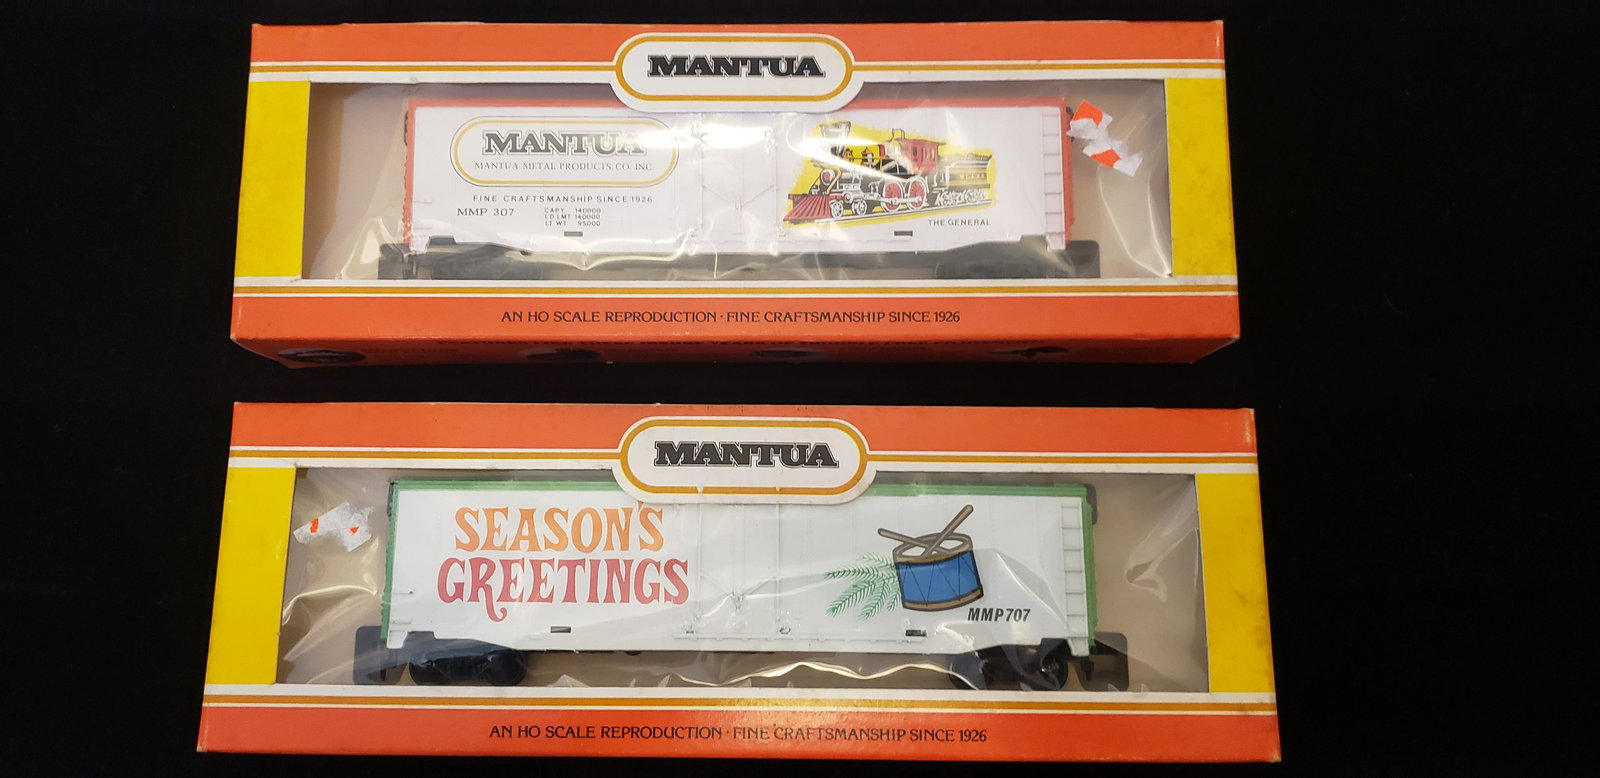 MANTUA
MANTUA
MANTUA METAL PRODUCTS CO. INC.
FINE CRAFTSMANSHIP SINCE 1926
MMP 307
CAPY 140000
LD LMT 140000
LT WT 95000
THE GENERAL
AN HO SCALE REPRODUCTION · FINE CRAFTSMANSHIP SINCE 1926
MANTUA
SEASON'S
GREETINGS
MMP707
AN HO SCALE REPRODUCTION · FINE CRAFTSMANSHIP SINCE 1926